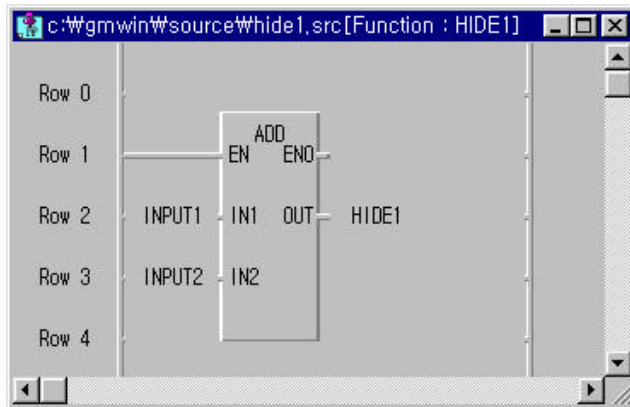 c:₩gmwin₩source₩hide1.src[Function : HIDE1]
Row 0
ADD
Row 1 EN ENO
Row 2 INPUT1 IN1 OUT HIDE1
Row 3 INPUT2 IN2
Row 4